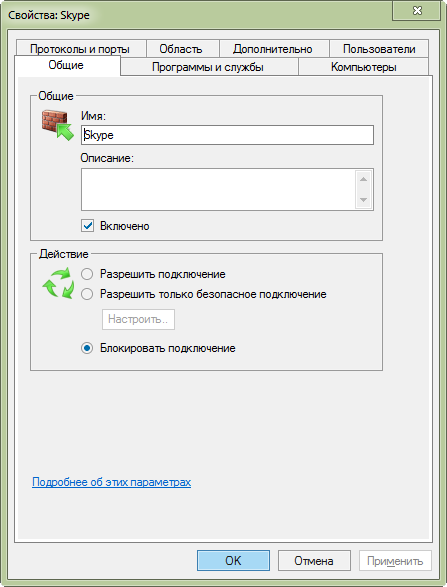 Свойства: Skype
Протоколы и порты
Область
Дополнительно
Пользователи
Общие
Программы и службы
Компьютеры
Общие
Имя:
Skype
Описание:
Включено
Действие
Разрешить подключение
Разрешить только безопасное подключение
Настроить..
Блокировать подключение
Подробнее об этих параметрах
OK
Отмена
Применить